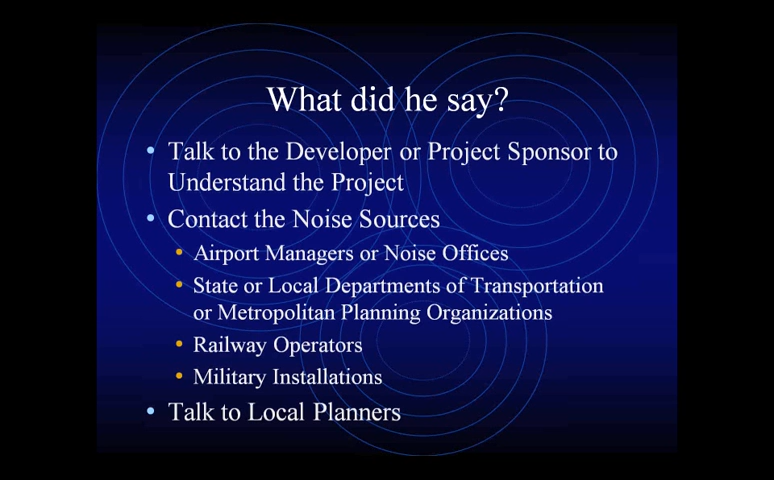 What did he say?
• Talk to the Developer or Project Sponsor to
Understand the Project
• Contact the Noise Sources
• Airport Managers or Noise Offices
• State or Local Departments of Transportation
or Metropolitan Planning Organizations
• Railway Operators
• Military Installations
• Talk to Local Planners